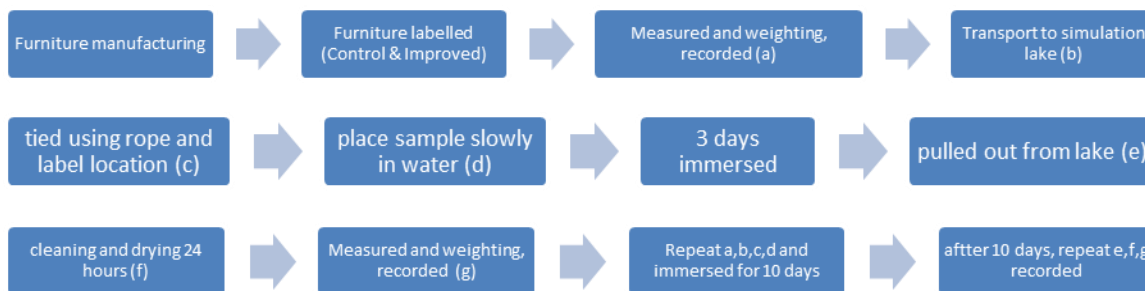 Furniture manufacturing
Furniture labelled
(Control & Improved)
Measured and weighting,
recorded (a)
Transport to simulation
lake (b)
tied using rope and
label location (c)
place sample slowly
in water (d)
3 days
immersed
pulled out from lake (e)
cleaning and drying 24
hours (f)
Measured and weighting,
recorded (g)
Repeat a,b,c,d and
immersed for 10 days
aftter 10 days, repeat e,f,g
recorded